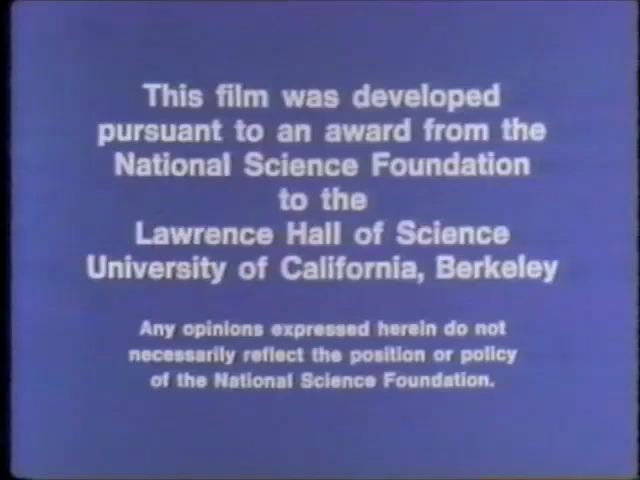 This film was developed
pursuant to an award from the
National Science Foundation
to the
Lawrence Hall of Science
University of California, Berkeley
Any opinions expressed herein do not
necessarily reflect the position or policy
of the National Science Foundation.